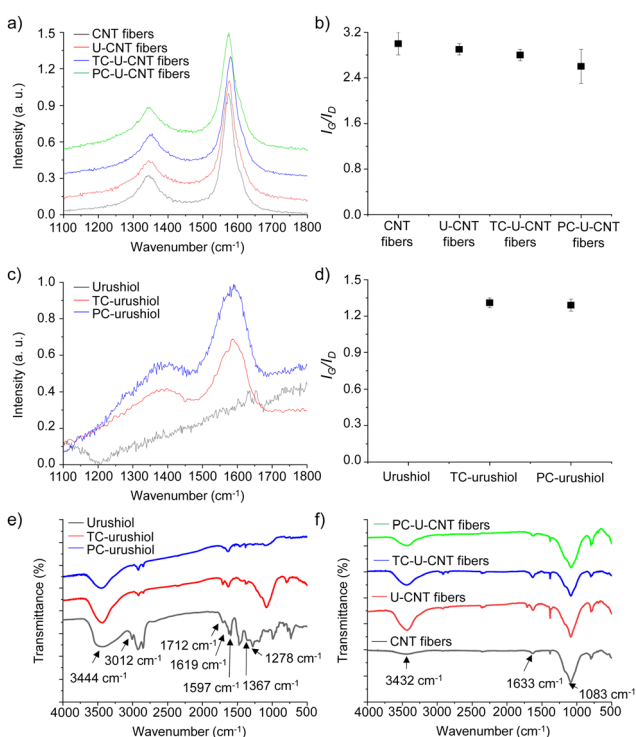 a)
CNT fibers
U-CNT fibers
TC-U-CNT fibers
PC-U-CNT fibers
Intensity (a. u.)
1.5
1.2
0.9
0.6
0.3
0.0
1100 1200 1300 1400 1500 1600 1700 1800
Wavenumber (cm-1)
b)
IG/ID
3.2
2.4
1.6
0.8
0.0
CNT fibers
U-CNT fibers
TC-U-CNT fibers
PC-U-CNT fibers
c)
Urushiol
TC-urushiol
PC-urushiol
Intensity (a. u.)
1.0
0.8
0.6
0.4
0.2
0.0
1100 1200 1300 1400 1500 1600 1700 1800
Wavenumber (cm-1)
d)
IG/ID
1.5
1.2
0.9
0.6
0.3
0.0
Urushiol TC-urushiol PC-urushiol
e)
Urushiol
TC-urushiol
PC-urushiol
Transmittance (%)
3444 cm-1
3012 cm-1
1712 cm-1
1619 cm-1
1597 cm-1
1367 cm-1
1278 cm-1
4000 3500 3000 2500 2000 1500 1000 500
Wavenumber (cm-1)
f)
PC-U-CNT fibers
TC-U-CNT fibers
U-CNT fibers
CNT fibers
Transmittance (%)
3432 cm-1
1633 cm-1
1083 cm-1
4000 3500 3000 2500 2000 1500 1000 500
Wavenumber (cm-1)